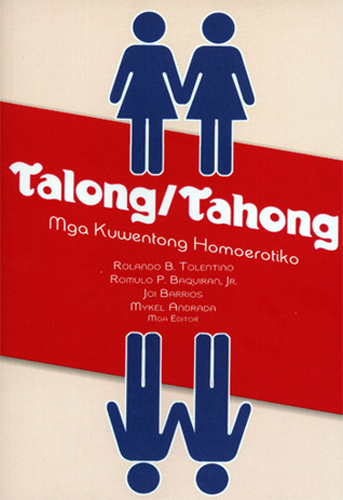 Talong/Tahong
Mga Kuwentong Homoerotiko
Rolando B. Tolentino
Romulo P. Baquiran, Jr.
Joi Barrios
Mykel Andrada
Mga Editor